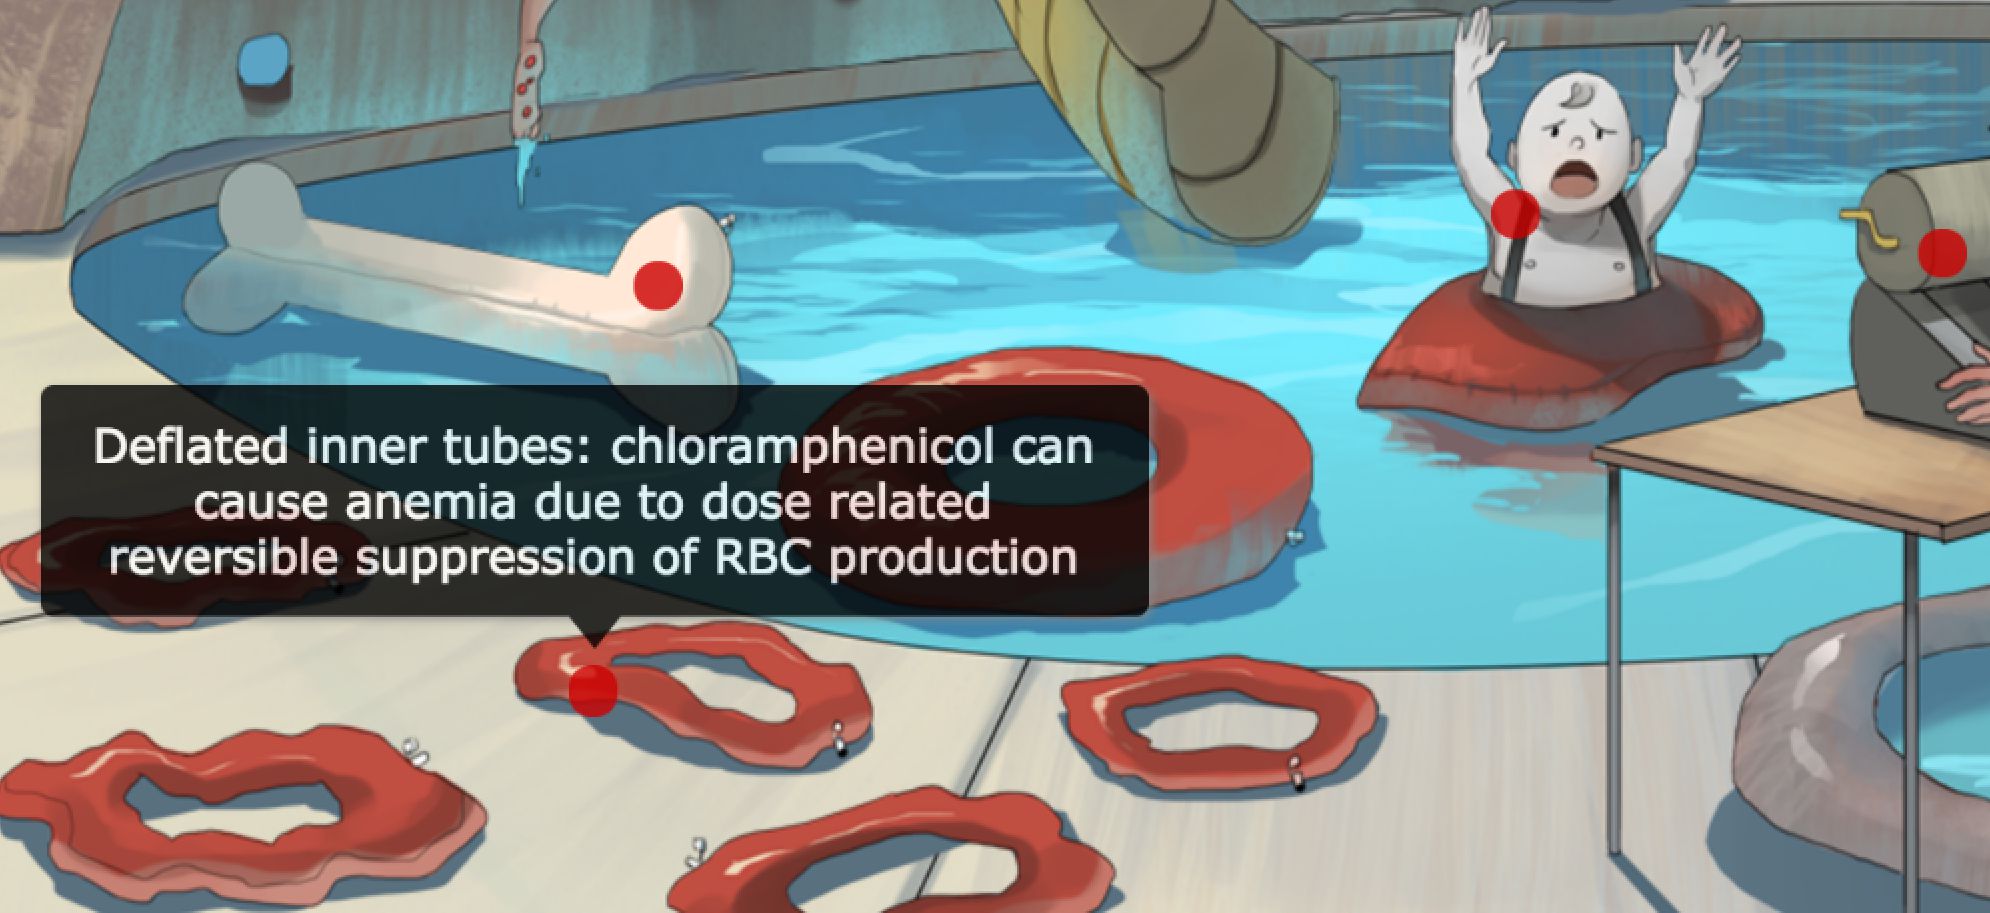 Deflated inner tubes: chloramphenicol can
cause anemia due to dose related
reversible suppression of RBC production